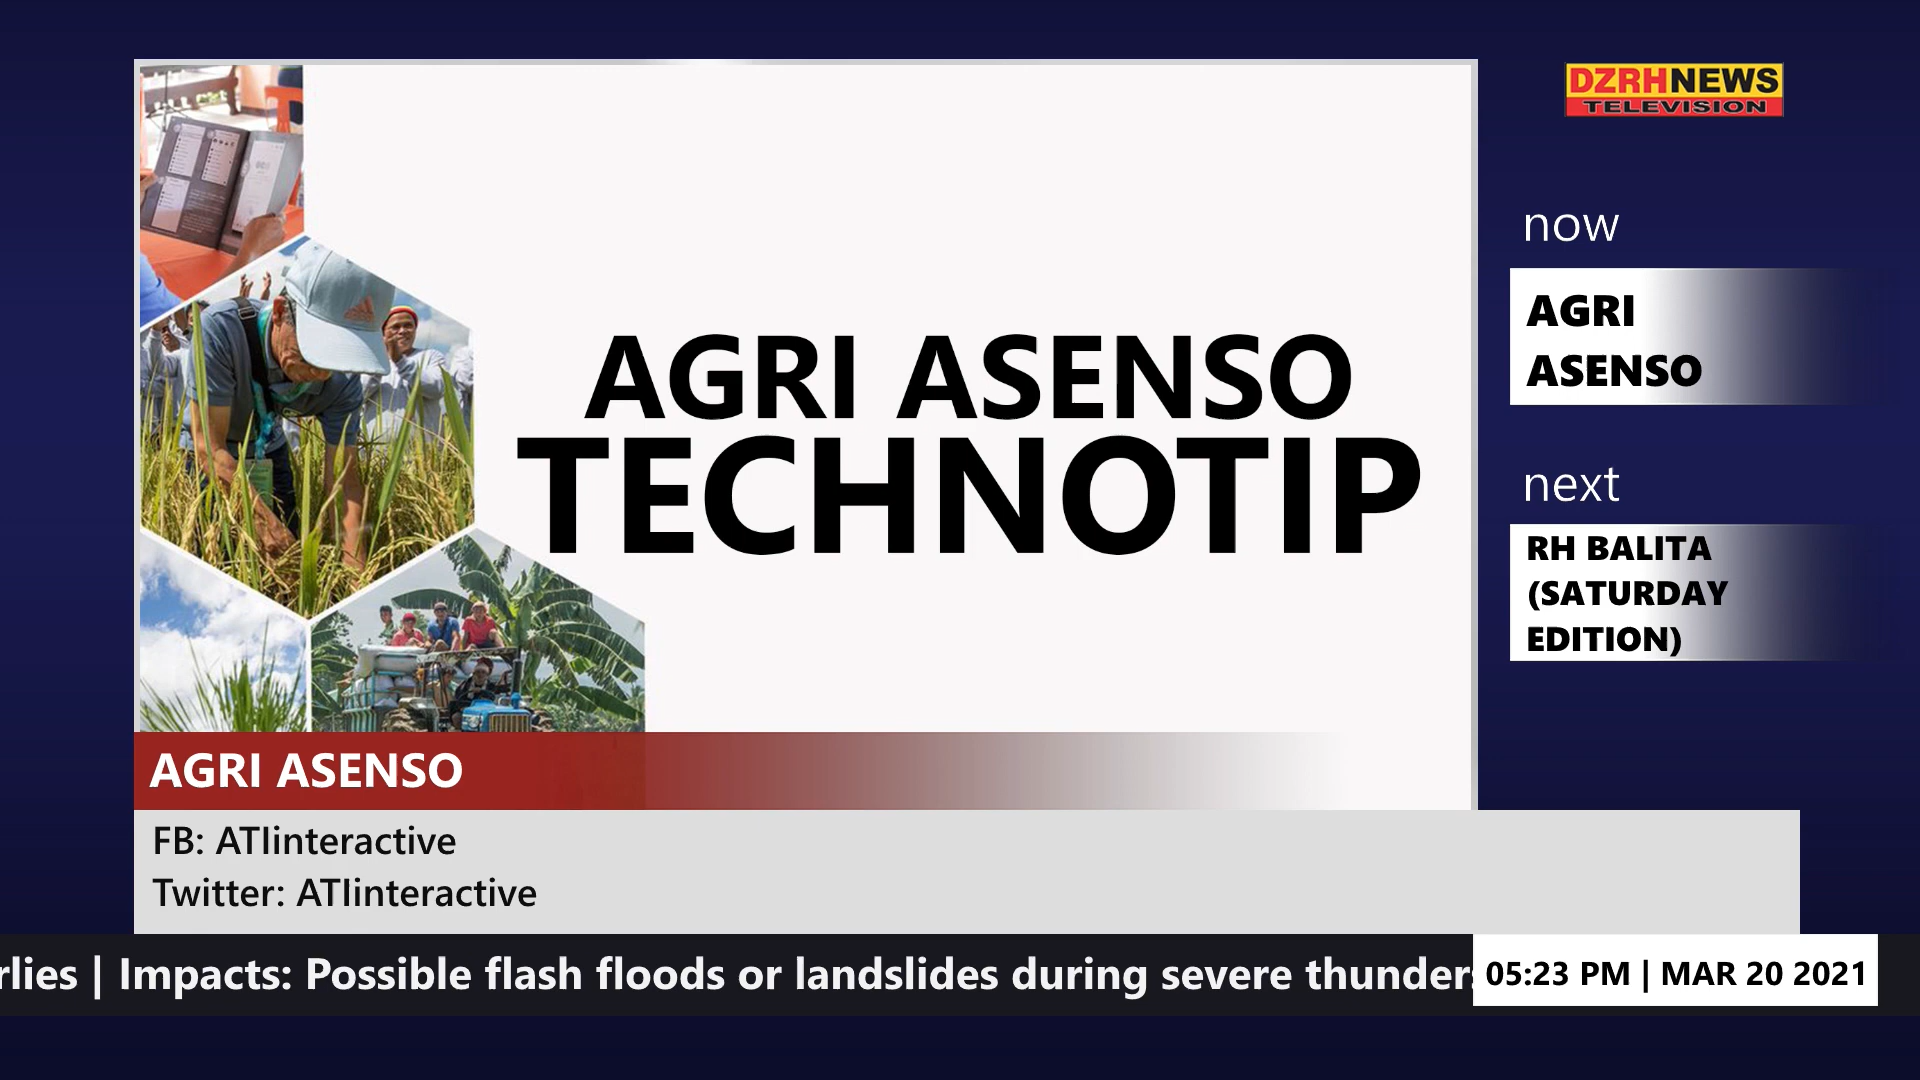 DZRHNEWS
TELEVISION
now
AGRI
ASENSO
next
RH BALITA
(SATURDAY
EDITION)
AGRI ASENSO
TECHNOTIP
AGRI ASENSO
FB: ATIinteractive
Twitter: ATIinteractive
rlies | Impacts: Possible flash floods or landslides during severe thunders
05:23 PM | MAR 20 2021